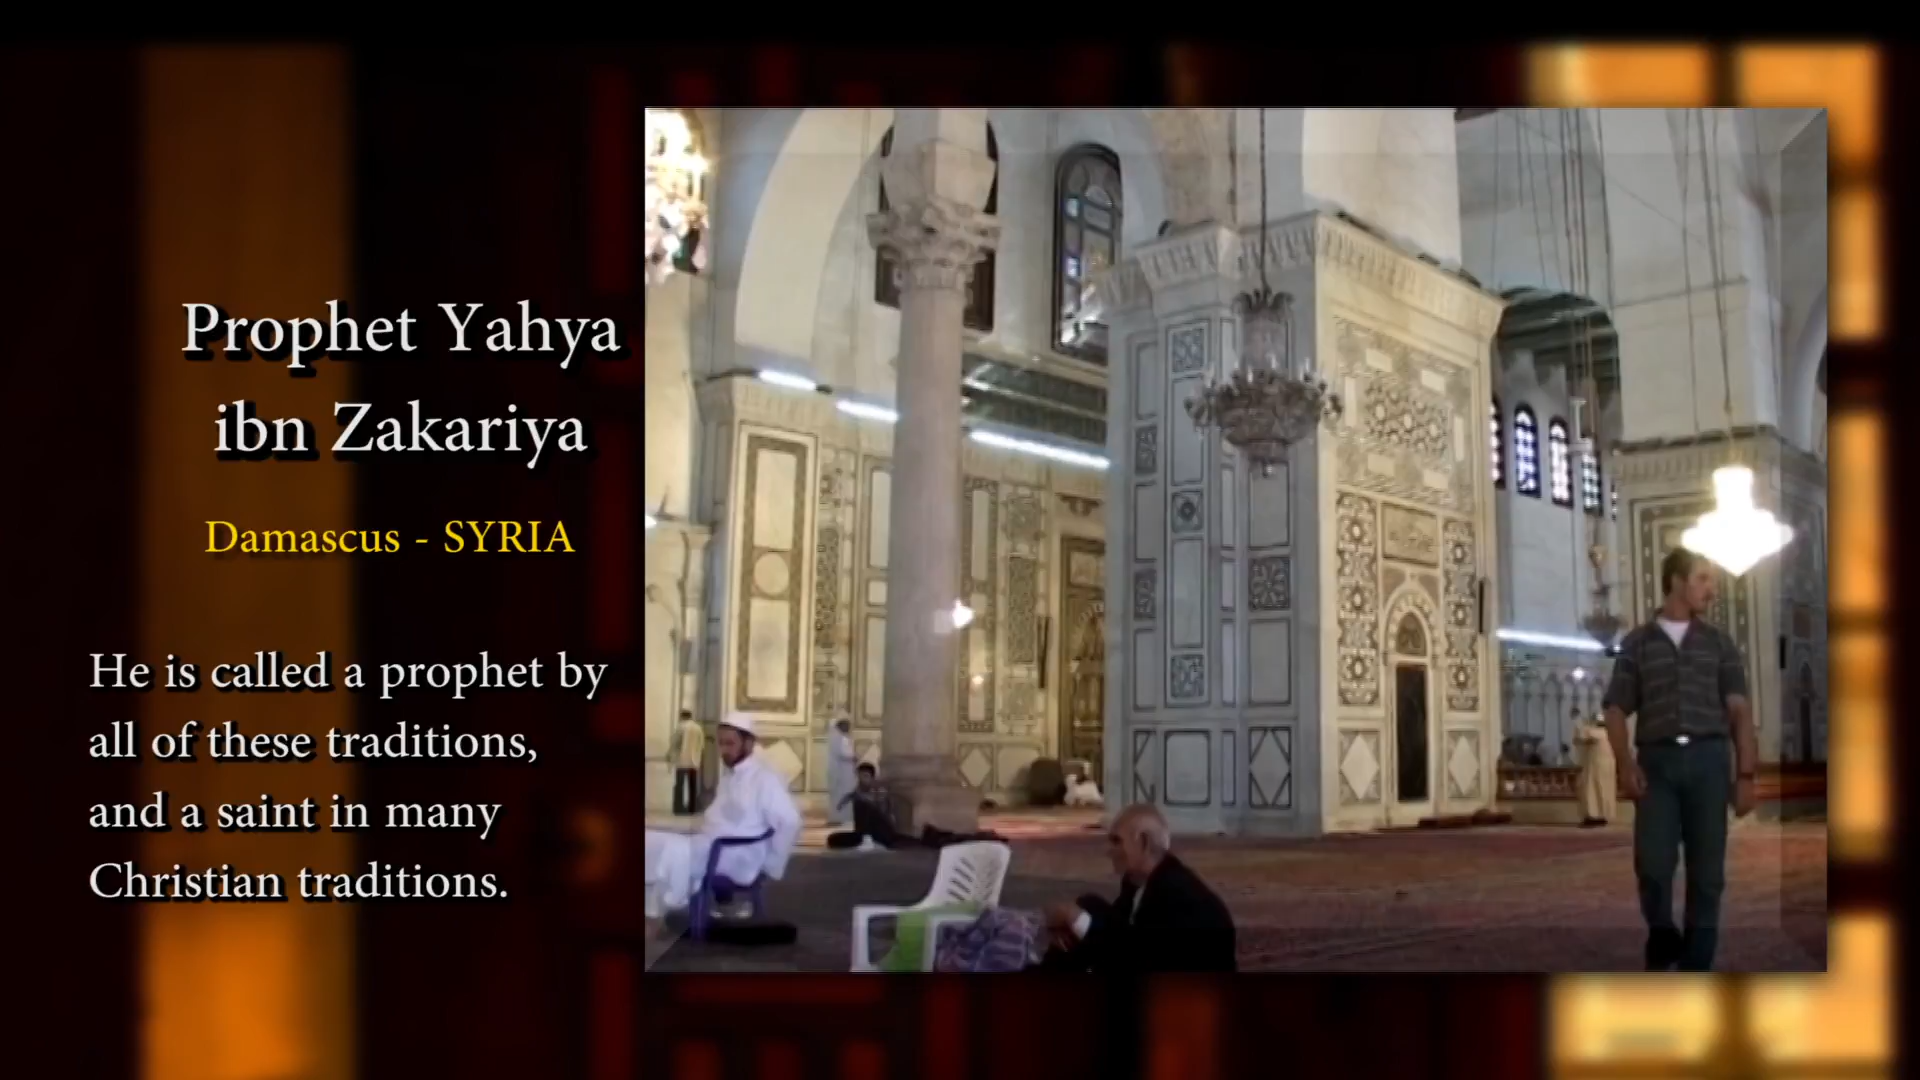 Prophet Yahya
ibn Zakariya
Damascus - SYRIA
He is called a prophet by
all of these traditions,
and a saint in many
Christian traditions.